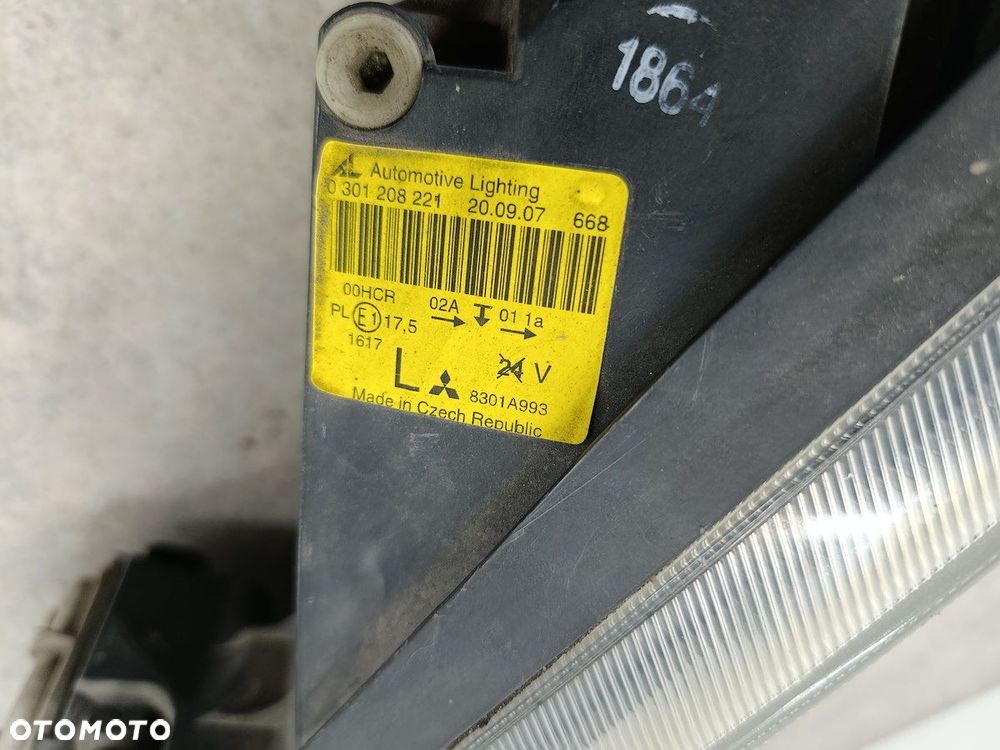 1864
AL Automotive Lighting
0 301 208 221 20.09.07 668
00HCR 02A 01 1a
PL E1 17,5
1617
L 24 V
8301A993
Made in Czech Republic
OTOMOTO